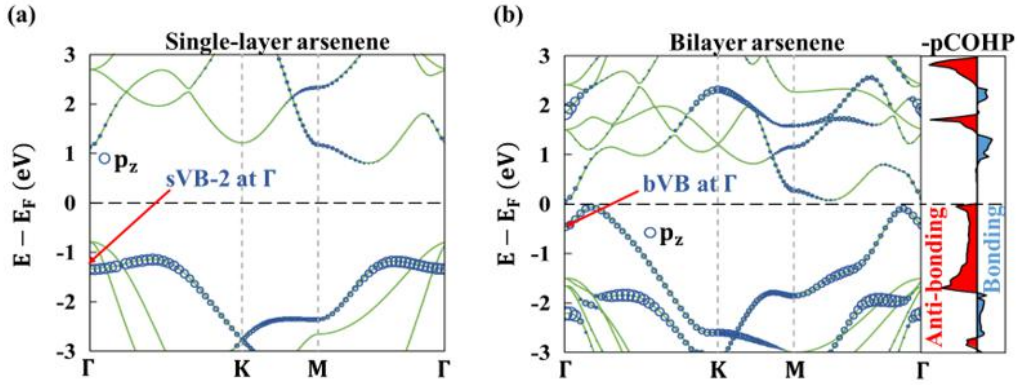 (a)
Single-layer arsenene
3
2
1
0
-1
-2
-3
E − E_F (eV)
p_z
sVB-2 at Γ
Γ
K
M
Γ
(b)
Bilayer arsenene
-pCOHP
3
2
1
0
-1
-2
-3
E − E_F (eV)
bVB at Γ
p_z
Anti-bonding
Bonding
Γ
K
M
Γ